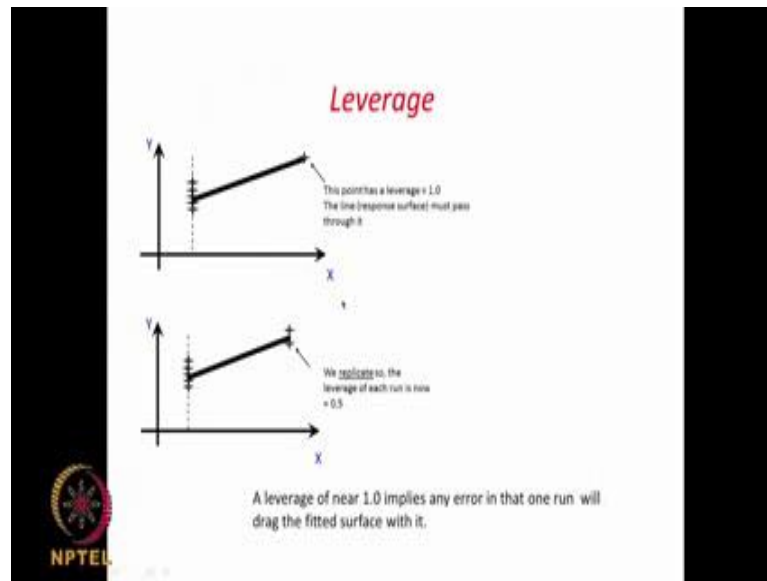 Leverage
Y
This point has a leverage = 1.0
The line (response surface) must pass
through it
X
Y
We replicate so, the
leverage of each run is now
= 0.5
X
A leverage of near 1.0 implies any error in that one run will
drag the fitted surface with it.
NPTEL